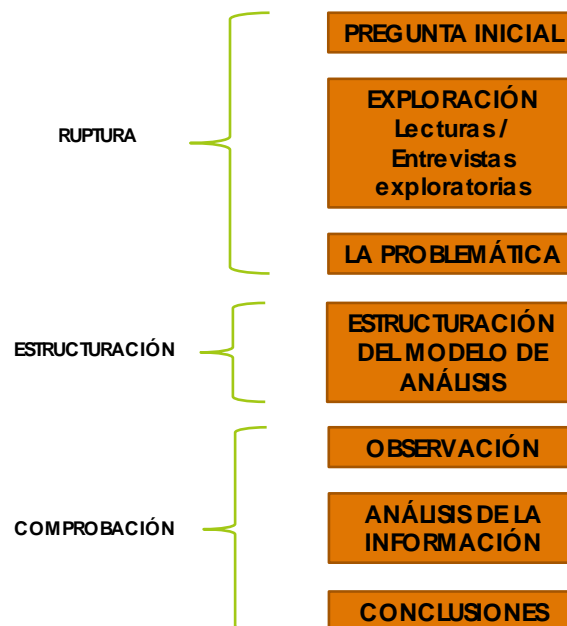 PREGUNTA INICIAL
EXPLORACIÓN
Lecturas /
Entrevistas
exploratorias
RUPTURA
LA PROBLEMÁTICA
ESTRUCTURACIÓN
ESTRUCTURACIÓN
DEL MODELO DE
ANÁLISIS
OBSERVACIÓN
COMPROBACIÓN
ANÁLISIS DE LA
INFORMACIÓN
CONCLUSIONES